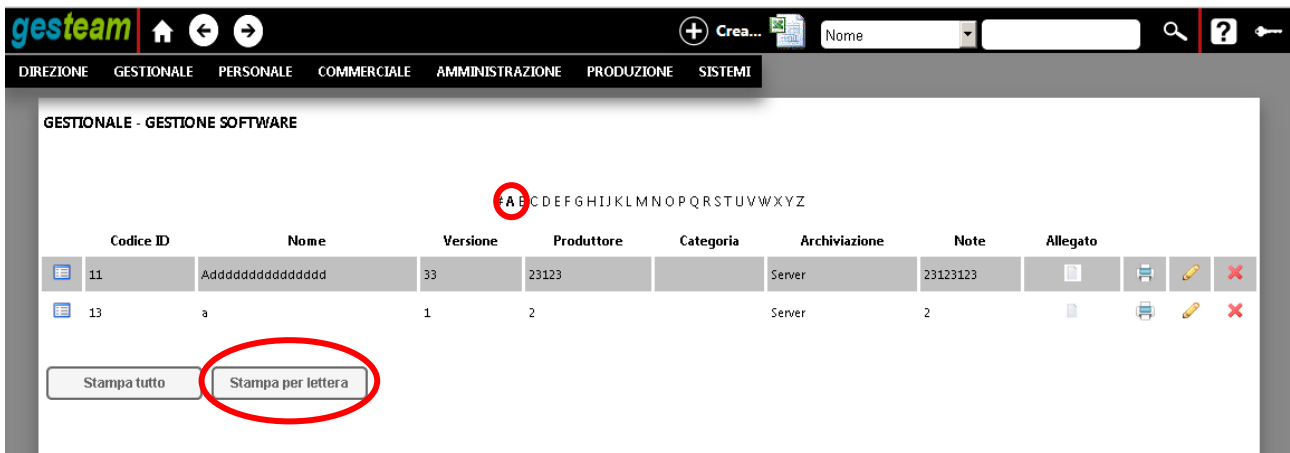 gesteam Crea... Nome ?
DIREZIONE GESTIONALE PERSONALE COMMERCIALE AMMINISTRAZIONE PRODUZIONE SISTEMI
GESTIONALE - GESTIONE SOFTWARE
# A B C D E F G H I J K L M N O P Q R S T U V W X Y Z
Codice ID Nome Versione Produttore Categoria Archiviazione Note Allegato
11 Addddddddddddddd 33 23123 Server 23123123
13 a 1 2 Server 2
Stampa tutto Stampa per lettera